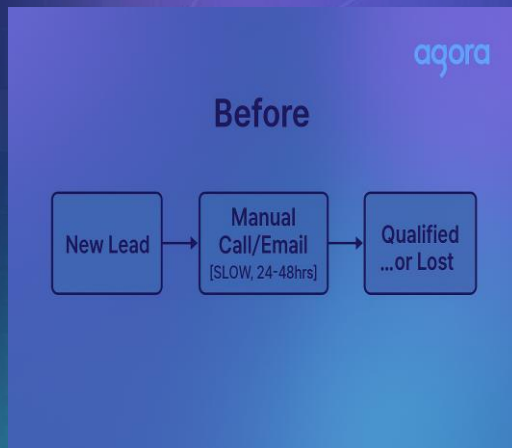 agora
Before
New Lead
Manual
Call/Email
[SLOW, 24-48hrs]
Qualified
...or Lost